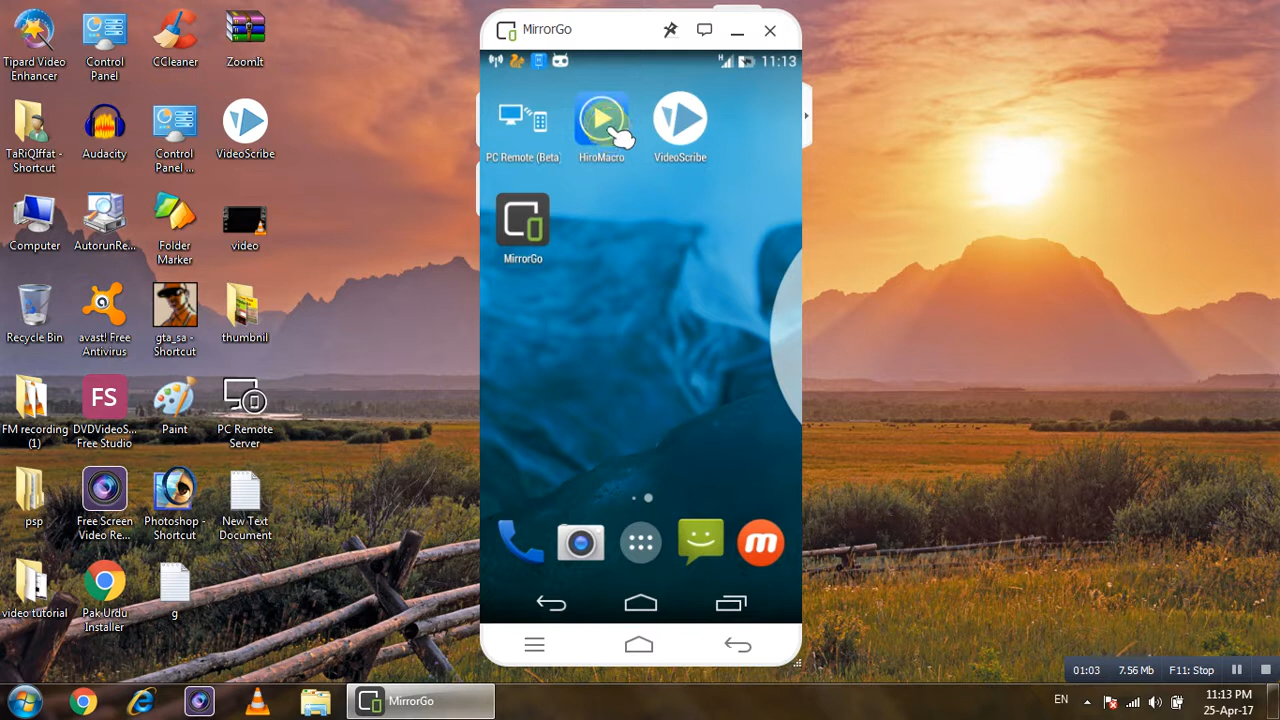 Tipard Video
Enhancer
Control
Panel
CCleaner
ZoomIt
TaRiQIffat -
Shortcut
Audacity
Control
Panel ...
VideoScribe
Computer
AutorunRe...
Folder
Marker
video
Recycle Bin
avast! Free
Antivirus
gta_sa -
Shortcut
thumbnil
FM recording
(1)
FS
DVDVideoS...
Free Studio
Paint
PC Remote
Server
psp
Free Screen
Video Re...
Photoshop -
Shortcut
New Text
Document
video tutorial
Pak Urdu
Installer
g
MirrorGo
H
11:13
PC Remote (Beta)
HiroMacro
VideoScribe
MirrorGo
m
01:03
7.56 Mb
F11: Stop
MirrorGo
EN
11:13 PM
25-Apr-17